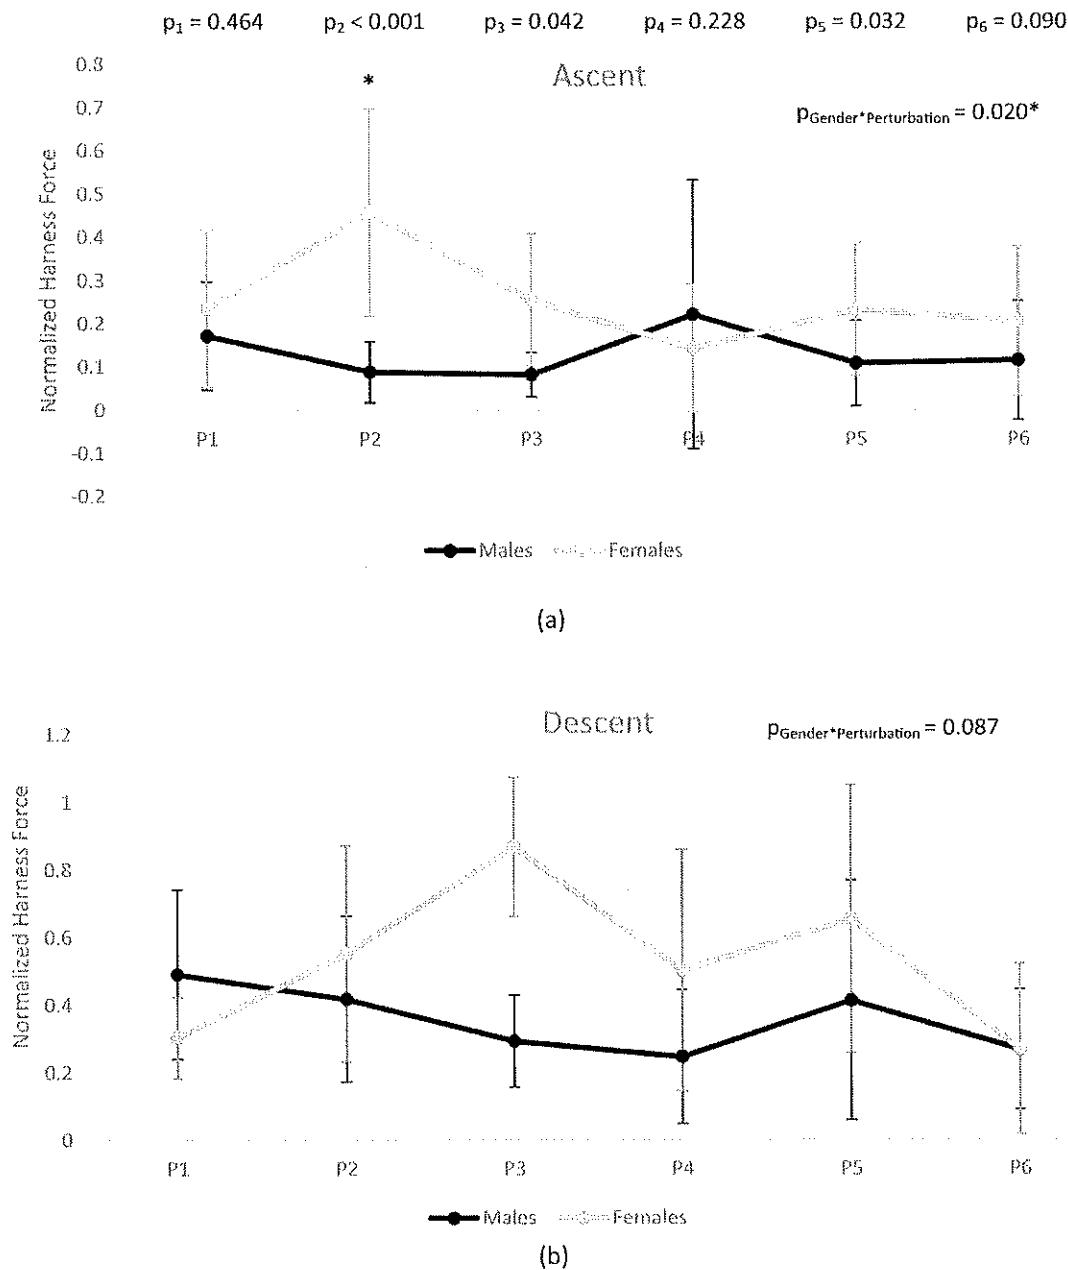 p₁ = 0.464 p₂ < 0.001 p₃ = 0.042 p₄ = 0.228 p₅ = 0.032 p₆ = 0.090
Ascent
*
p_Gender*Perturbation = 0.020*
Normalized Harness Force
0.8
0.7
0.6
0.5
0.4
0.3
0.2
0.1
0
-0.1
-0.2
P1 P2 P3 P4 P5 P6
Males Females
(a)
Descent
p_Gender*Perturbation = 0.087
Normalized Harness Force
1.2
1
0.8
0.6
0.4
0.2
0
P1 P2 P3 P4 P5 P6
Males Females
(b)